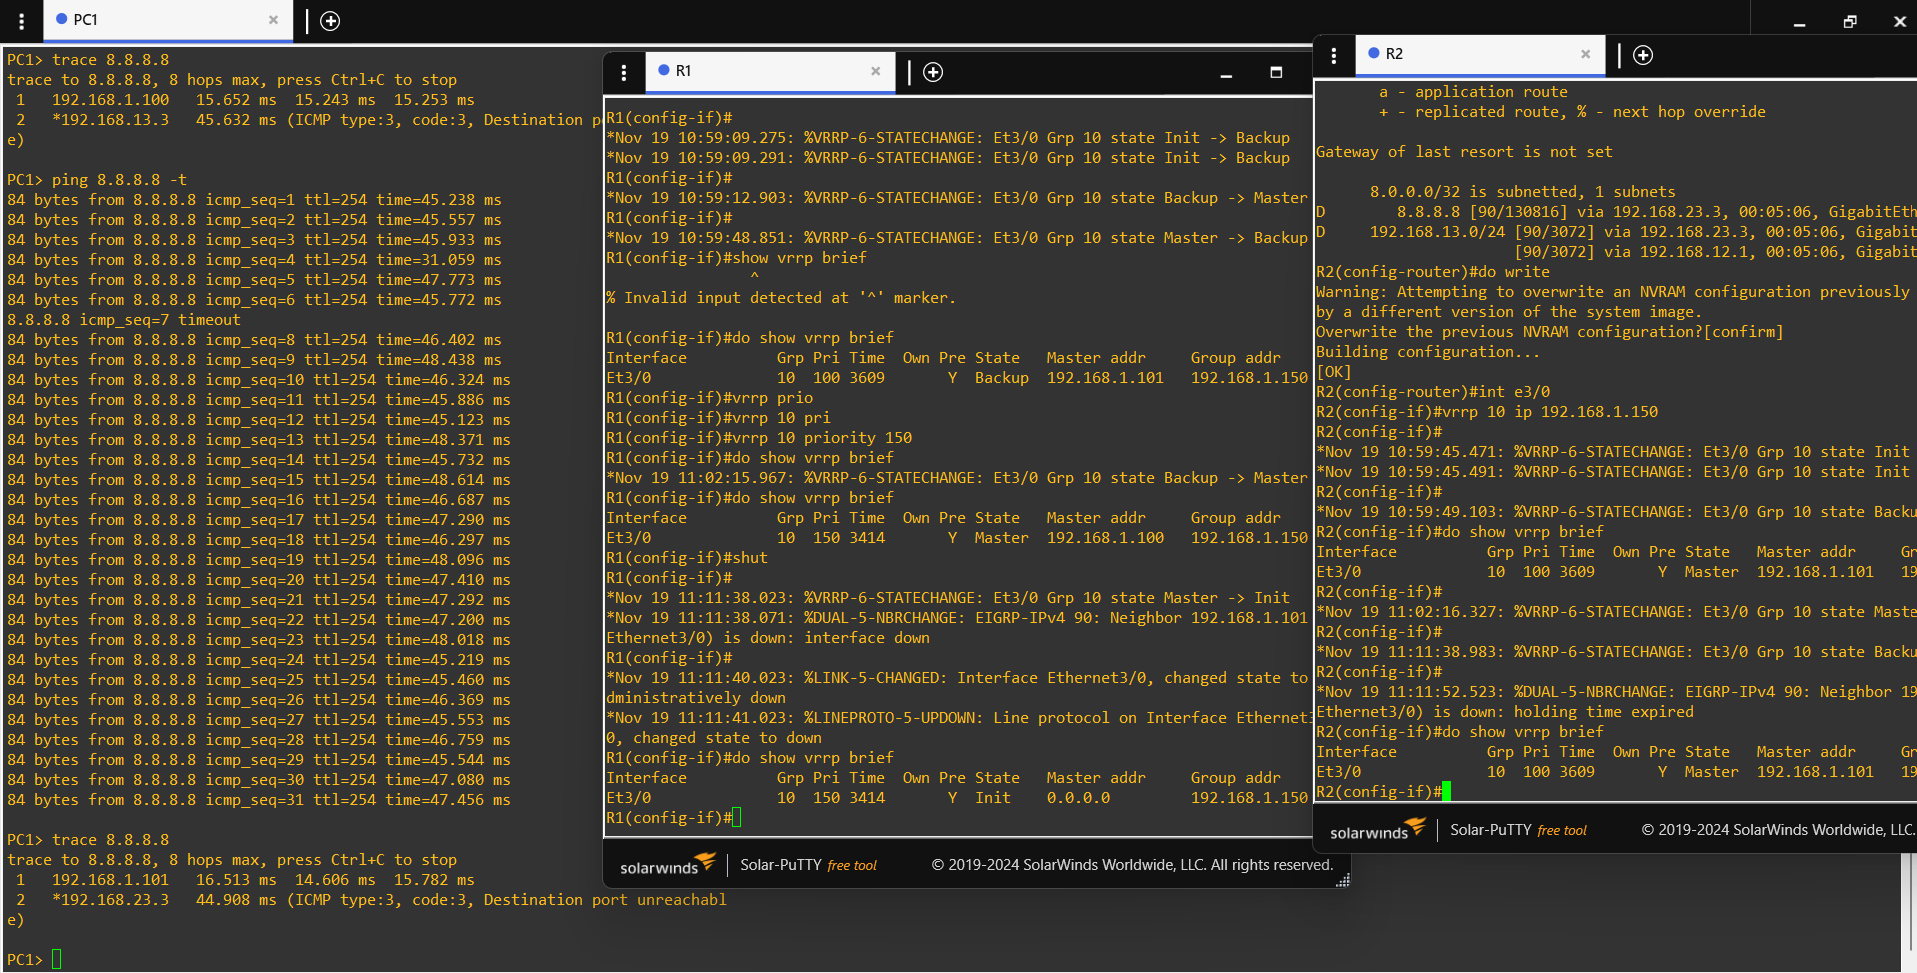 PC1
PC1> trace 8.8.8.8
trace to 8.8.8.8, 8 hops max, press Ctrl+C to stop
 1   192.168.1.100   15.652 ms  15.243 ms  15.253 ms
 2   *192.168.13.3   45.632 ms (ICMP type:3, code:3, Destination po
e)
PC1> ping 8.8.8.8 -t
84 bytes from 8.8.8.8 icmp_seq=1 ttl=254 time=45.238 ms
84 bytes from 8.8.8.8 icmp_seq=2 ttl=254 time=45.557 ms
84 bytes from 8.8.8.8 icmp_seq=3 ttl=254 time=45.933 ms
84 bytes from 8.8.8.8 icmp_seq=4 ttl=254 time=31.059 ms
84 bytes from 8.8.8.8 icmp_seq=5 ttl=254 time=47.773 ms
84 bytes from 8.8.8.8 icmp_seq=6 ttl=254 time=45.772 ms
8.8.8.8 icmp_seq=7 timeout
84 bytes from 8.8.8.8 icmp_seq=8 ttl=254 time=46.402 ms
84 bytes from 8.8.8.8 icmp_seq=9 ttl=254 time=48.438 ms
84 bytes from 8.8.8.8 icmp_seq=10 ttl=254 time=46.324 ms
84 bytes from 8.8.8.8 icmp_seq=11 ttl=254 time=45.886 ms
84 bytes from 8.8.8.8 icmp_seq=12 ttl=254 time=45.123 ms
84 bytes from 8.8.8.8 icmp_seq=13 ttl=254 time=48.371 ms
84 bytes from 8.8.8.8 icmp_seq=14 ttl=254 time=45.732 ms
84 bytes from 8.8.8.8 icmp_seq=15 ttl=254 time=48.614 ms
84 bytes from 8.8.8.8 icmp_seq=16 ttl=254 time=46.687 ms
84 bytes from 8.8.8.8 icmp_seq=17 ttl=254 time=47.290 ms
84 bytes from 8.8.8.8 icmp_seq=18 ttl=254 time=46.297 ms
84 bytes from 8.8.8.8 icmp_seq=19 ttl=254 time=48.096 ms
84 bytes from 8.8.8.8 icmp_seq=20 ttl=254 time=47.410 ms
84 bytes from 8.8.8.8 icmp_seq=21 ttl=254 time=47.292 ms
84 bytes from 8.8.8.8 icmp_seq=22 ttl=254 time=47.200 ms
84 bytes from 8.8.8.8 icmp_seq=23 ttl=254 time=48.018 ms
84 bytes from 8.8.8.8 icmp_seq=24 ttl=254 time=45.219 ms
84 bytes from 8.8.8.8 icmp_seq=25 ttl=254 time=45.460 ms
84 bytes from 8.8.8.8 icmp_seq=26 ttl=254 time=46.369 ms
84 bytes from 8.8.8.8 icmp_seq=27 ttl=254 time=45.553 ms
84 bytes from 8.8.8.8 icmp_seq=28 ttl=254 time=46.759 ms
84 bytes from 8.8.8.8 icmp_seq=29 ttl=254 time=45.544 ms
84 bytes from 8.8.8.8 icmp_seq=30 ttl=254 time=47.080 ms
84 bytes from 8.8.8.8 icmp_seq=31 ttl=254 time=47.456 ms
PC1> trace 8.8.8.8
trace to 8.8.8.8, 8 hops max, press Ctrl+C to stop
 1   192.168.1.101   16.513 ms  14.606 ms  15.782 ms
 2   *192.168.23.3   44.908 ms (ICMP type:3, code:3, Destination port unreachabl
e)
PC1>
R1
R1(config-if)#
*Nov 19 10:59:09.275: %VRRP-6-STATECHANGE: Et3/0 Grp 10 state Init -> Backup
*Nov 19 10:59:09.291: %VRRP-6-STATECHANGE: Et3/0 Grp 10 state Init -> Backup
R1(config-if)#
*Nov 19 10:59:12.903: %VRRP-6-STATECHANGE: Et3/0 Grp 10 state Backup -> Master
R1(config-if)#
*Nov 19 10:59:48.851: %VRRP-6-STATECHANGE: Et3/0 Grp 10 state Master -> Backup
R1(config-if)#show vrrp brief
^
% Invalid input detected at '^' marker.
R1(config-if)#do show vrrp brief
Interface          Grp Pri Time  Own Pre State   Master addr     Group addr
Et3/0              10  100 3609       Y  Backup  192.168.1.101   192.168.1.150
R1(config-if)#vrrp prio
R1(config-if)#vrrp 10 pri
R1(config-if)#vrrp 10 priority 150
R1(config-if)#do show vrrp brief
*Nov 19 11:02:15.967: %VRRP-6-STATECHANGE: Et3/0 Grp 10 state Backup -> Master
R1(config-if)#do show vrrp brief
Interface          Grp Pri Time  Own Pre State   Master addr     Group addr
Et3/0              10  150 3414       Y  Master  192.168.1.100   192.168.1.150
R1(config-if)#shut
R1(config-if)#
*Nov 19 11:11:38.023: %VRRP-6-STATECHANGE: Et3/0 Grp 10 state Master -> Init
*Nov 19 11:11:38.071: %DUAL-5-NBRCHANGE: EIGRP-IPv4 90: Neighbor 192.168.1.101
Ethernet3/0) is down: interface down
R1(config-if)#
*Nov 19 11:11:40.023: %LINK-5-CHANGED: Interface Ethernet3/0, changed state to
dministratively down
*Nov 19 11:11:41.023: %LINEPROTO-5-UPDOWN: Line protocol on Interface Ethernet3
0, changed state to down
R1(config-if)#do show vrrp brief
Interface          Grp Pri Time  Own Pre State   Master addr     Group addr
Et3/0              10  150 3414       Y  Init    0.0.0.0         192.168.1.150
R1(config-if)#
solarwinds
Solar-PuTTY free tool
© 2019-2024 SolarWinds Worldwide, LLC. All rights reserved.
R2
a - application route
+ - replicated route, % - next hop override
Gateway of last resort is not set
8.0.0.0/32 is subnetted, 1 subnets
D        8.8.8.8 [90/130816] via 192.168.23.3, 00:05:06, GigabitEth
D     192.168.13.0/24 [90/3072] via 192.168.23.3, 00:05:06, Gigabit
[90/3072] via 192.168.12.1, 00:05:06, Gigabit
R2(config-router)#do write
Warning: Attempting to overwrite an NVRAM configuration previously
by a different version of the system image.
Overwrite the previous NVRAM configuration?[confirm]
Building configuration...
[OK]
R2(config-router)#int e3/0
R2(config-if)#vrrp 10 ip 192.168.1.150
R2(config-if)#
*Nov 19 10:59:45.471: %VRRP-6-STATECHANGE: Et3/0 Grp 10 state Init
*Nov 19 10:59:45.491: %VRRP-6-STATECHANGE: Et3/0 Grp 10 state Init
R2(config-if)#
*Nov 19 10:59:49.103: %VRRP-6-STATECHANGE: Et3/0 Grp 10 state Backu
R2(config-if)#do show vrrp brief
Interface          Grp Pri Time  Own Pre State   Master addr     Gr
Et3/0              10  100 3609       Y  Master  192.168.1.101   19
R2(config-if)#
*Nov 19 11:02:16.327: %VRRP-6-STATECHANGE: Et3/0 Grp 10 state Maste
R2(config-if)#
*Nov 19 11:11:38.983: %VRRP-6-STATECHANGE: Et3/0 Grp 10 state Backu
R2(config-if)#
*Nov 19 11:11:52.523: %DUAL-5-NBRCHANGE: EIGRP-IPv4 90: Neighbor 19
Ethernet3/0) is down: holding time expired
R2(config-if)#do show vrrp brief
Interface          Grp Pri Time  Own Pre State   Master addr     Gr
Et3/0              10  100 3609       Y  Master  192.168.1.101   19
R2(config-if)#
solarwinds
Solar-PuTTY free tool
© 2019-2024 SolarWinds Worldwide, LLC.